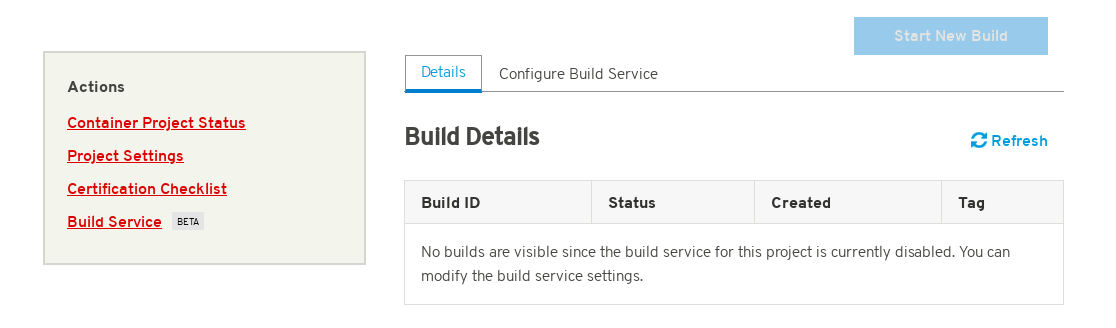 Start New Build
Actions
Container Project Status
Project Settings
Certification Checklist
Build Service BETA
Details Configure Build Service
Build Details
Refresh
Build ID Status Created Tag
No builds are visible since the build service for this project is currently disabled. You can
modify the build service settings.